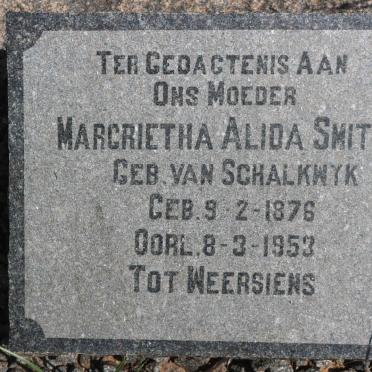 TER GEDAGTENIS AAN
ONS MOEDER
MARGRIETHA ALIDA SMIT
GEB. VAN SCHALKWYK
GEB. 9-2-1876
OORL. 8-3-1953
TOT WEERSIENS